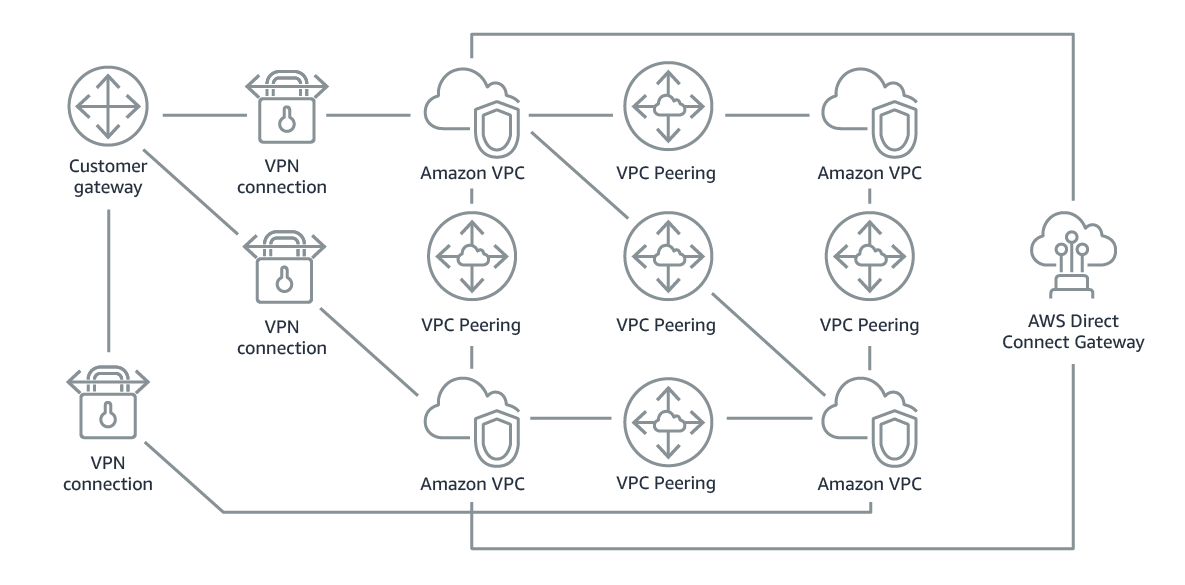 Customer
gateway
VPN
connection
Amazon VPC
VPC Peering
Amazon VPC
VPN
connection
VPC Peering
VPC Peering
VPC Peering
AWS Direct
Connect Gateway
VPN
connection
Amazon VPC
VPC Peering
Amazon VPC